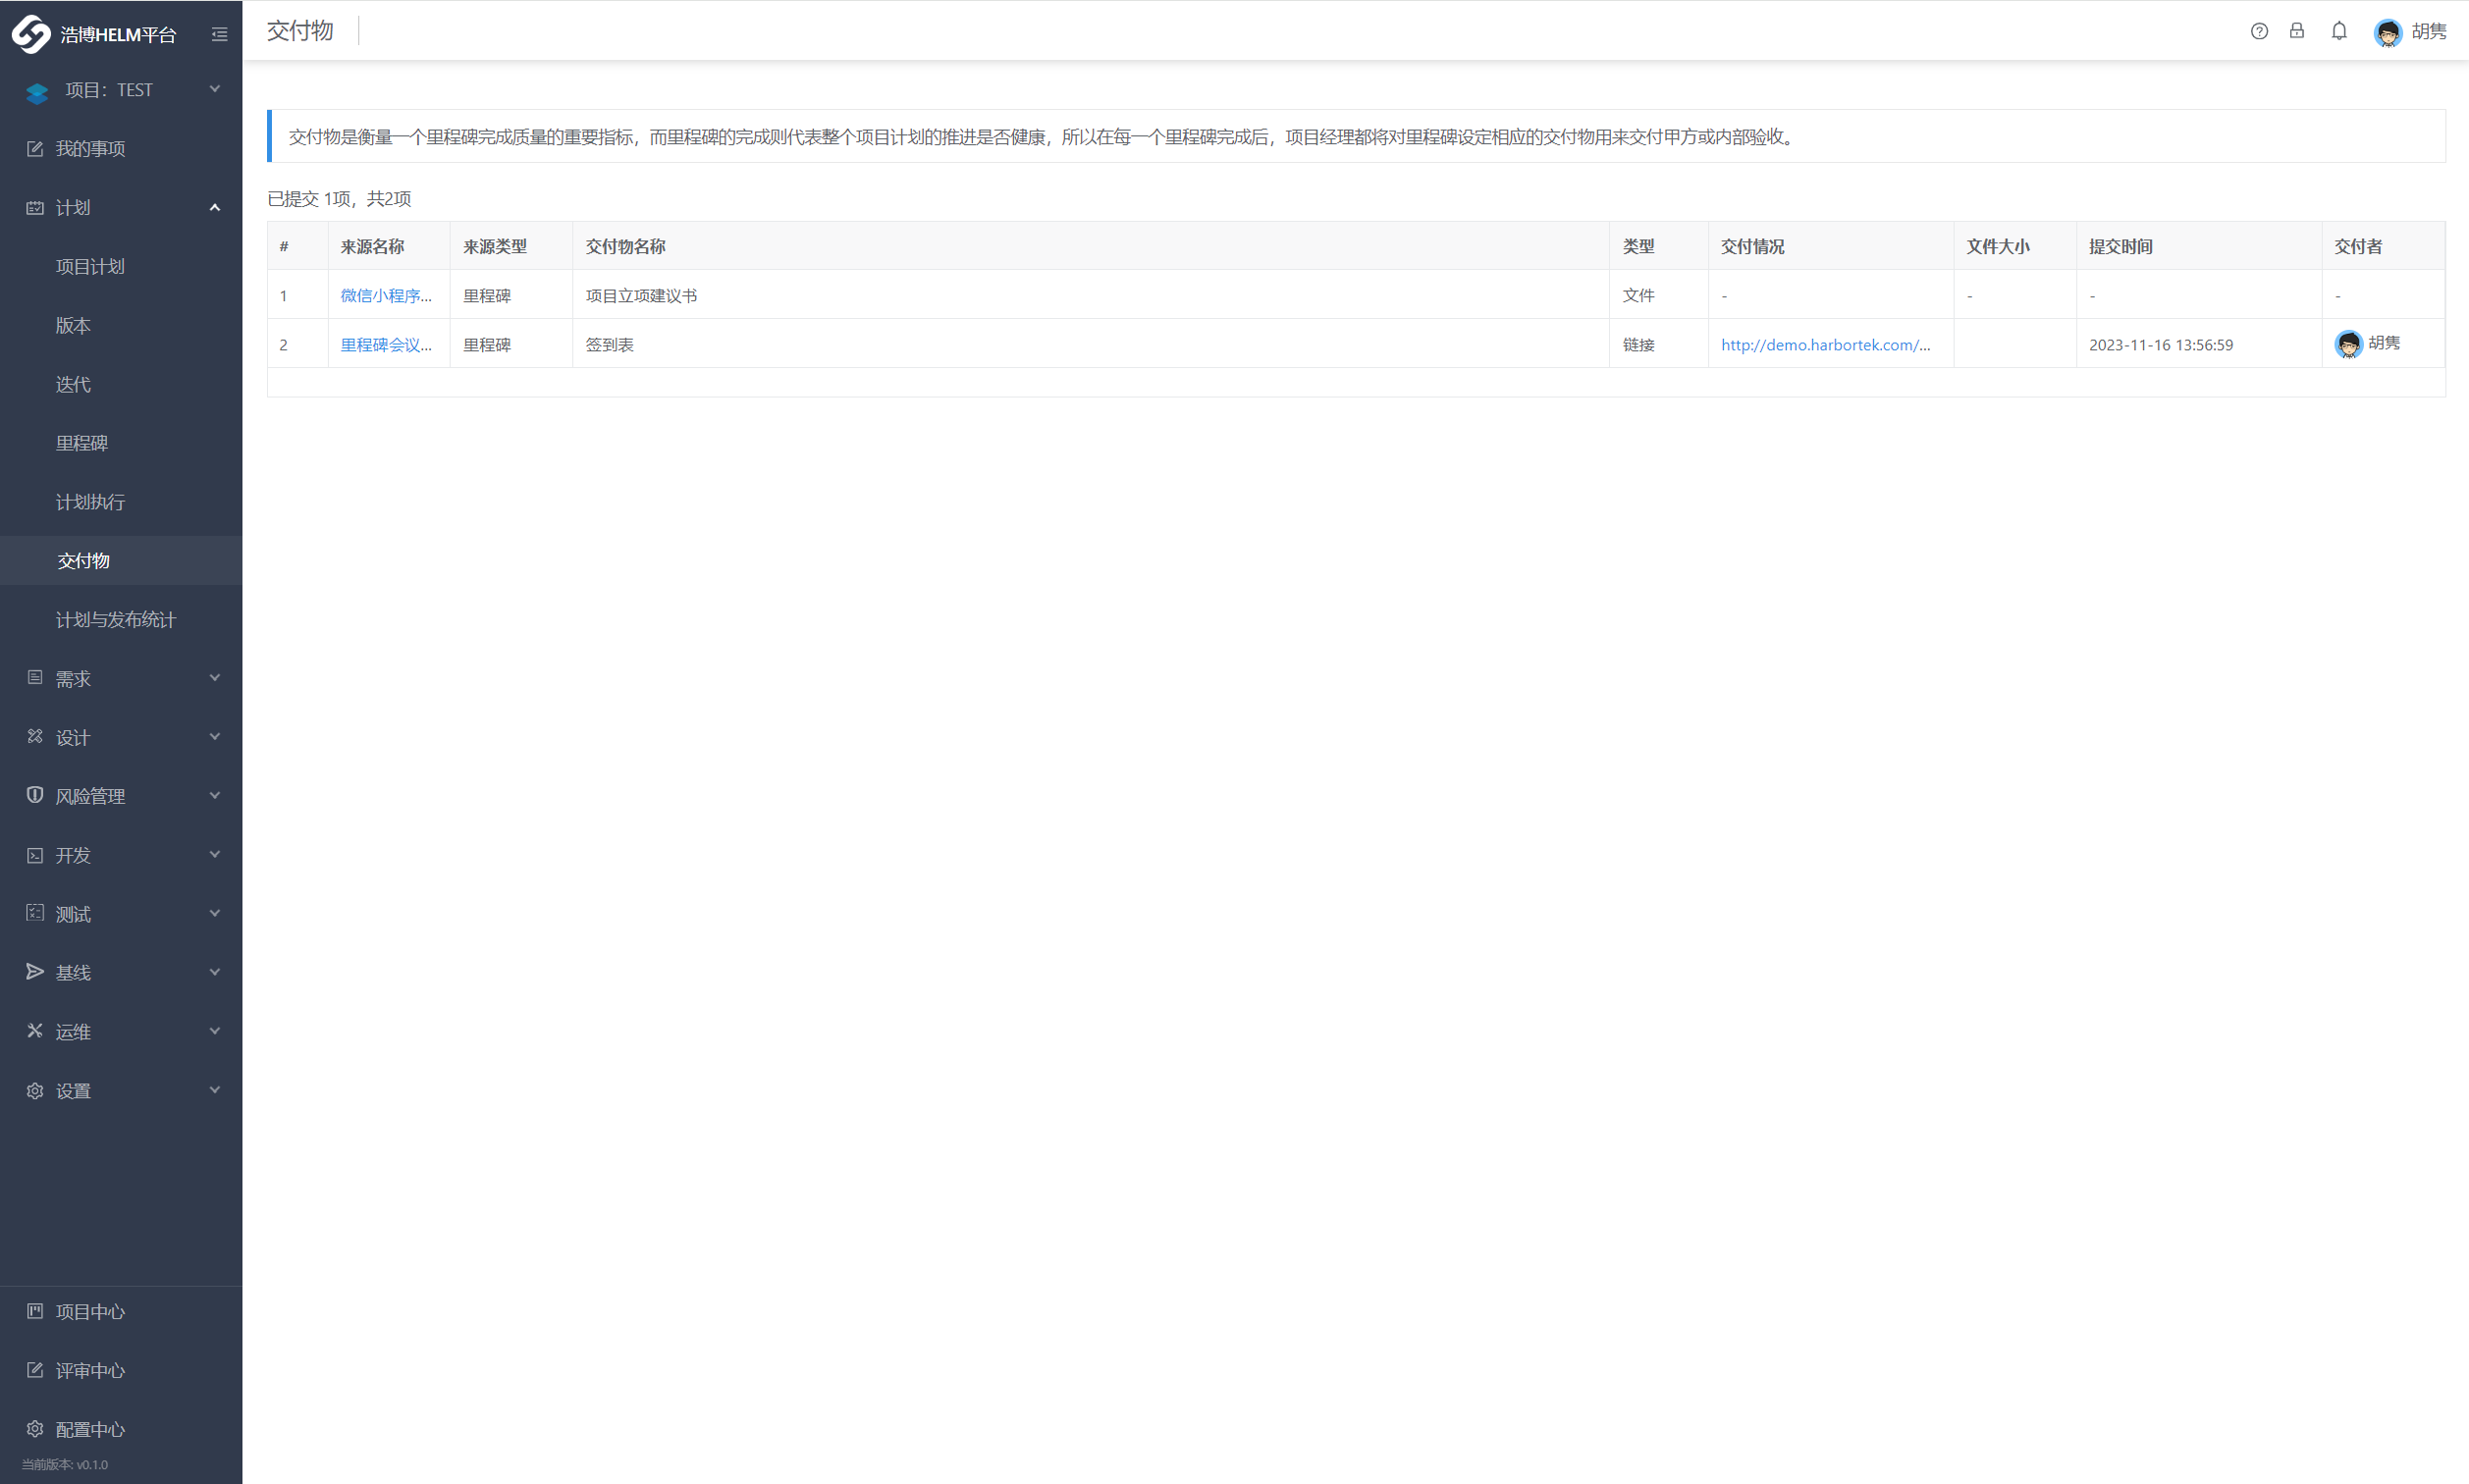 浩博HELM平台
项目：TEST
我的事项
计划
项目计划
版本
迭代
里程碑
计划执行
交付物
计划与发布统计
需求
设计
风险管理
开发
测试
基线
运维
设置
项目中心
评审中心
配置中心
当前版本: v0.1.0
交付物
胡隽
交付物是衡量一个里程碑完成质量的重要指标，而里程碑的完成则代表整个项目计划的推进是否健康，所以在每一个里程碑完成后，项目经理都将对里程碑设定相应的交付物用来交付甲方或内部验收。
已提交 1项，共2项
# 来源名称 来源类型 交付物名称 类型 交付情况 文件大小 提交时间 交付者
1 微信小程序... 里程碑 项目立项建议书 文件 - - - -
2 里程碑会议... 里程碑 签到表 链接 http://demo.harbortek.com/... 2023-11-16 13:56:59 胡隽